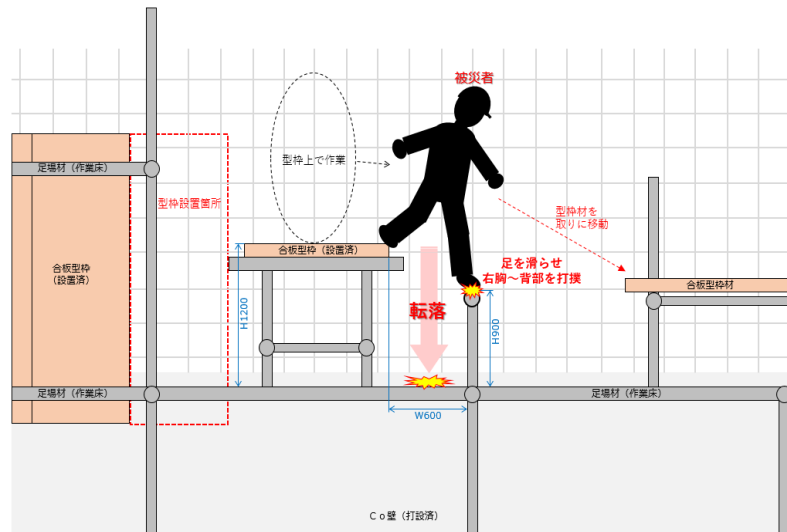 被災者
型枠上で作業
足場材（作業床）
型枠設置箇所
型枠材を
取りに移動
合板型枠（設置済）
合板型枠
（設置済）
足を滑らせ
右胸～背部を打撲
合板型枠材
転落
H1200
H900
足場材（作業床）
足場材（作業床）
W600
Ｃｏ壁（打設済）